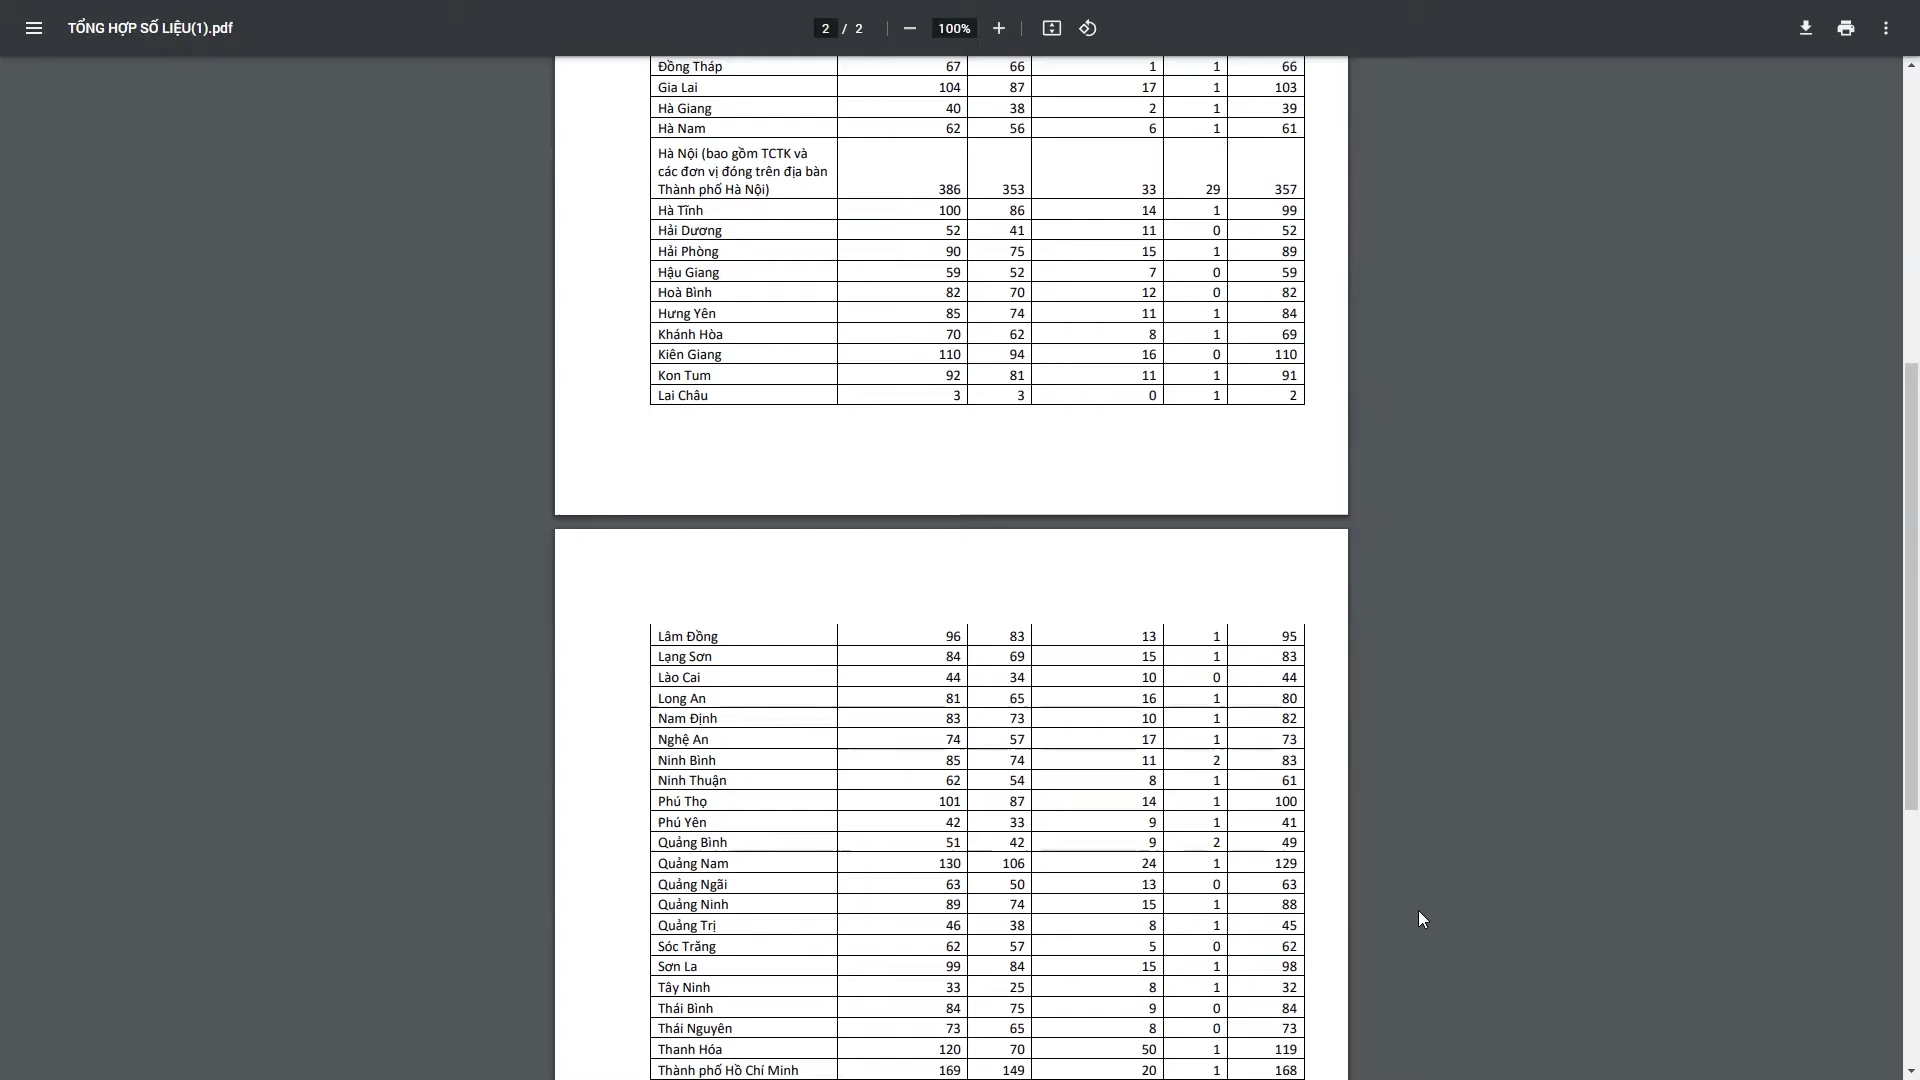 TỔNG HỢP SỐ LIỆU(1).pdf 2 / 2 100%
Đồng Tháp 67 66 1 1 66
Gia Lai 104 87 17 1 103
Hà Giang 40 38 2 1 39
Hà Nam 62 56 6 1 61
Hà Nội (bao gồm TCTK và
các đơn vị đóng trên địa bàn
Thành phố Hà Nội) 386 353 33 29 357
Hà Tĩnh 100 86 14 1 99
Hải Dương 52 41 11 0 52
Hải Phòng 90 75 15 1 89
Hậu Giang 59 52 7 0 59
Hoà Bình 82 70 12 0 82
Hưng Yên 85 74 11 1 84
Khánh Hòa 70 62 8 1 69
Kiên Giang 110 94 16 0 110
Kon Tum 92 81 11 1 91
Lai Châu 3 3 0 1 2
Lâm Đồng 96 83 13 1 95
Lạng Sơn 84 69 15 1 83
Lào Cai 44 34 10 0 44
Long An 81 65 16 1 80
Nam Định 83 73 10 1 82
Nghệ An 74 57 17 1 73
Ninh Bình 85 74 11 2 83
Ninh Thuận 62 54 8 1 61
Phú Thọ 101 87 14 1 100
Phú Yên 42 33 9 1 41
Quảng Bình 51 42 9 2 49
Quảng Nam 130 106 24 1 129
Quảng Ngãi 63 50 13 0 63
Quảng Ninh 89 74 15 1 88
Quảng Trị 46 38 8 1 45
Sóc Trăng 62 57 5 0 62
Sơn La 99 84 15 1 98
Tây Ninh 33 25 8 1 32
Thái Bình 84 75 9 0 84
Thái Nguyên 73 65 8 0 73
Thanh Hóa 120 70 50 1 119
Thành phố Hồ Chí Minh 169 149 20 1 168